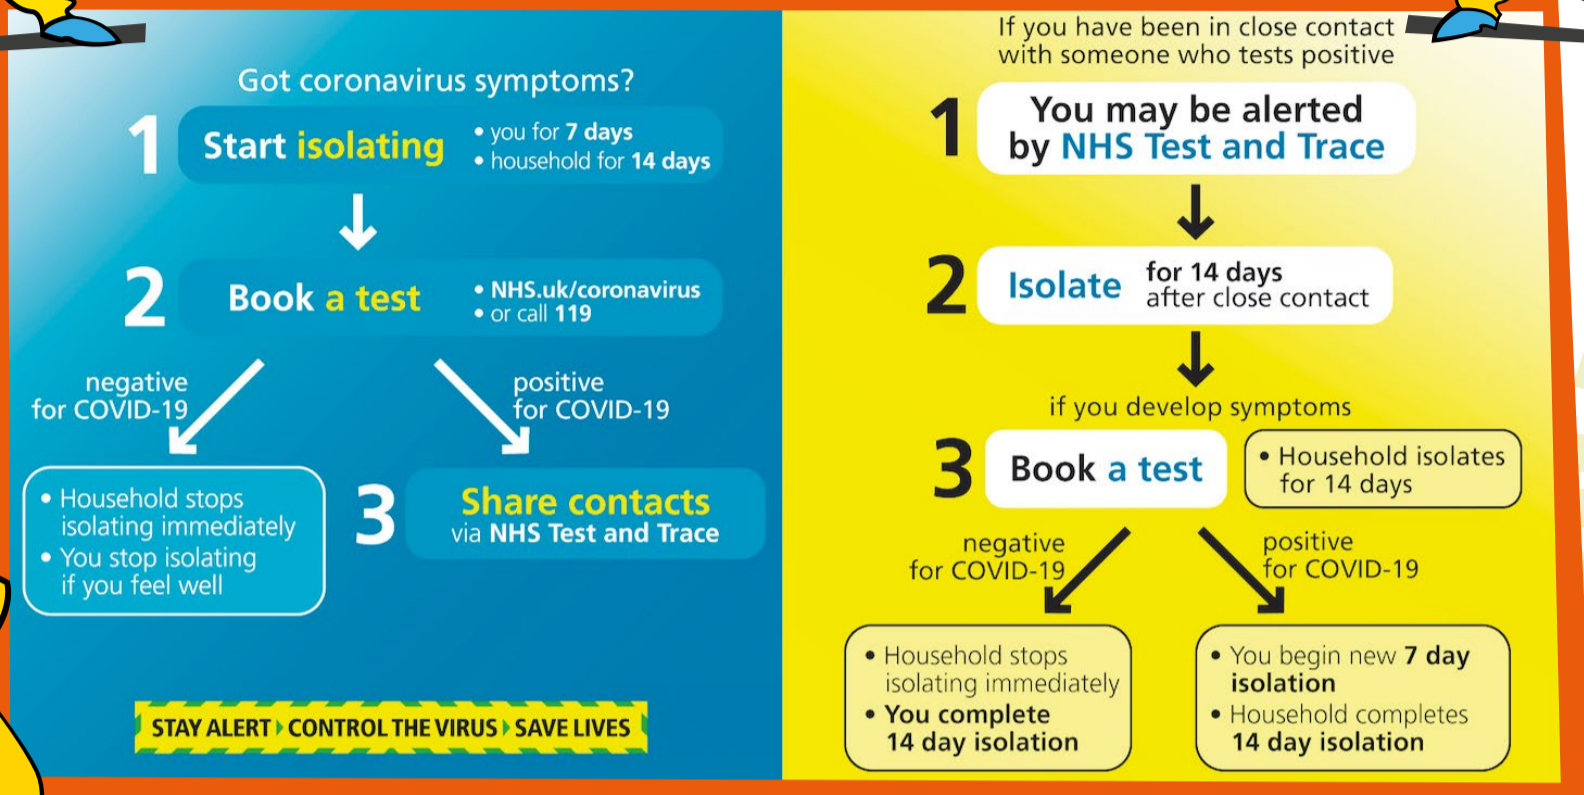 Got coronavirus symptoms?
1
Start isolating
• you for 7 days
• household for 14 days
2
Book a test
• NHS.uk/coronavirus
• or call 119
negative
for COVID-19
positive
for COVID-19
• Household stops
isolating immediately
• You stop isolating
if you feel well
3
Share contacts
via NHS Test and Trace
STAY ALERT CONTROL THE VIRUS SAVE LIVES
If you have been in close contact
with someone who tests positive
1
You may be alerted
by NHS Test and Trace
2
Isolate
for 14 days
after close contact
if you develop symptoms
3
Book a test
• Household isolates
for 14 days
negative
for COVID-19
positive
for COVID-19
• Household stops
isolating immediately
• You complete
14 day isolation
• You begin new 7 day
isolation
• Household completes
14 day isolation